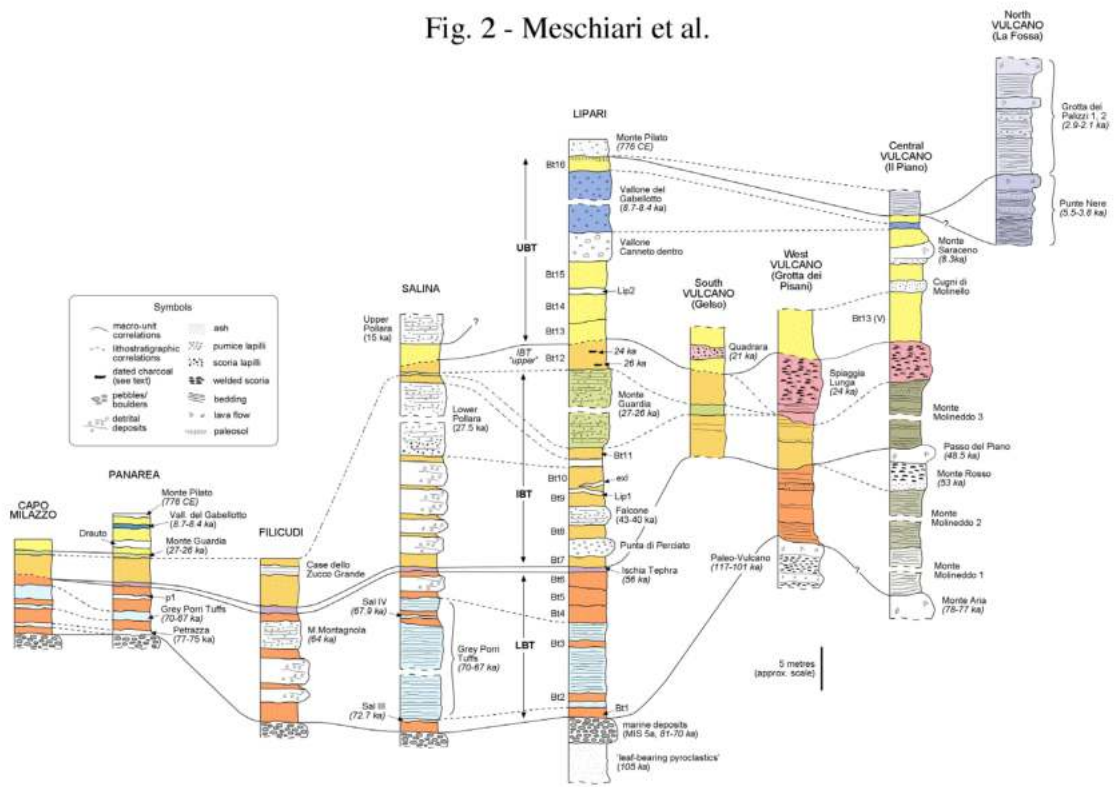 Fig. 2 - Meschiari et al.
North
VULCANO
(La Fossa)
Grotta dei
Palizzi 1, 2
(2.9-2.1 ka)
Punte Nere
(5.5-3.8 ka)
Central
VULCANO
(Il Piano)
?
Monte
Saraceno
(8.3ka)
Cugni di
Molinello
Bt13 (V)
Monte
Molineddo 3
Passo del Piano
(48.5 ka)
Monte Rosso
(53 ka)
Monte
Molineddo 2
Monte
Molineddo 1
Monte Aria
(78-77 ka)
?
West
VULCANO
(Grotta dei
Pisani)
Spiaggia
Lunga
(24 ka)
Paleo-Vulcano
(117-101 ka)
South
VULCANO
(Gelso)
Quadrara
(21 ka)
LIPARI
Monte Pilato
(776 CE)
Bt16
Vallone del
Gabellotto
(8.7-8.4 ka)
Vallone
Canneto dentro
UBT
Bt15
Lip2
Bt14
Bt13
IBT
"upper"
Bt12
24 ka
26 ka
Monte
Guardia
(27-26 ka)
Bt11
Bt10
exl
Bt9
Lip1
Falcone
(43-40 ka)
IBT
Bt8
Punta di Perciato
Bt7
Ischia Tephra
(56 ka)
Bt6
Bt5
Bt4
LBT
Bt3
Bt2
Bt1
marine deposits
(MIS 5a, 81-70 ka)
'leaf-bearing pyroclastics'
(105 ka)
5 metres
(approx. scale)
SALINA
Upper
Pollara
(15 ka)
?
Lower
Pollara
(27.5 ka)
Sal IV
(67.9 ka)
Grey Porri
Tuffs
(70-67 ka)
Sal III
(72.7 ka)
Symbols
macro-unit
correlations
lithostratigraphic
correlations
dated charcoal
(see text)
pebbles/
boulders
detrital
deposits
ash
pumice lapilli
scoria lapilli
welded scoria
bedding
lava flow
paleosol
FILICUDI
Case dello
Zucco Grande
M.Montagnola
(64 ka)
PANAREA
Monte Pilato
(776 CE)
Vall. del Gabellotto
(8.7-8.4 ka)
Drauto
Monte Guardia
(27-26 ka)
p1
Grey Porri Tuffs
(70-67 ka)
Petrazza
(77-75 ka)
CAPO
MILAZZO